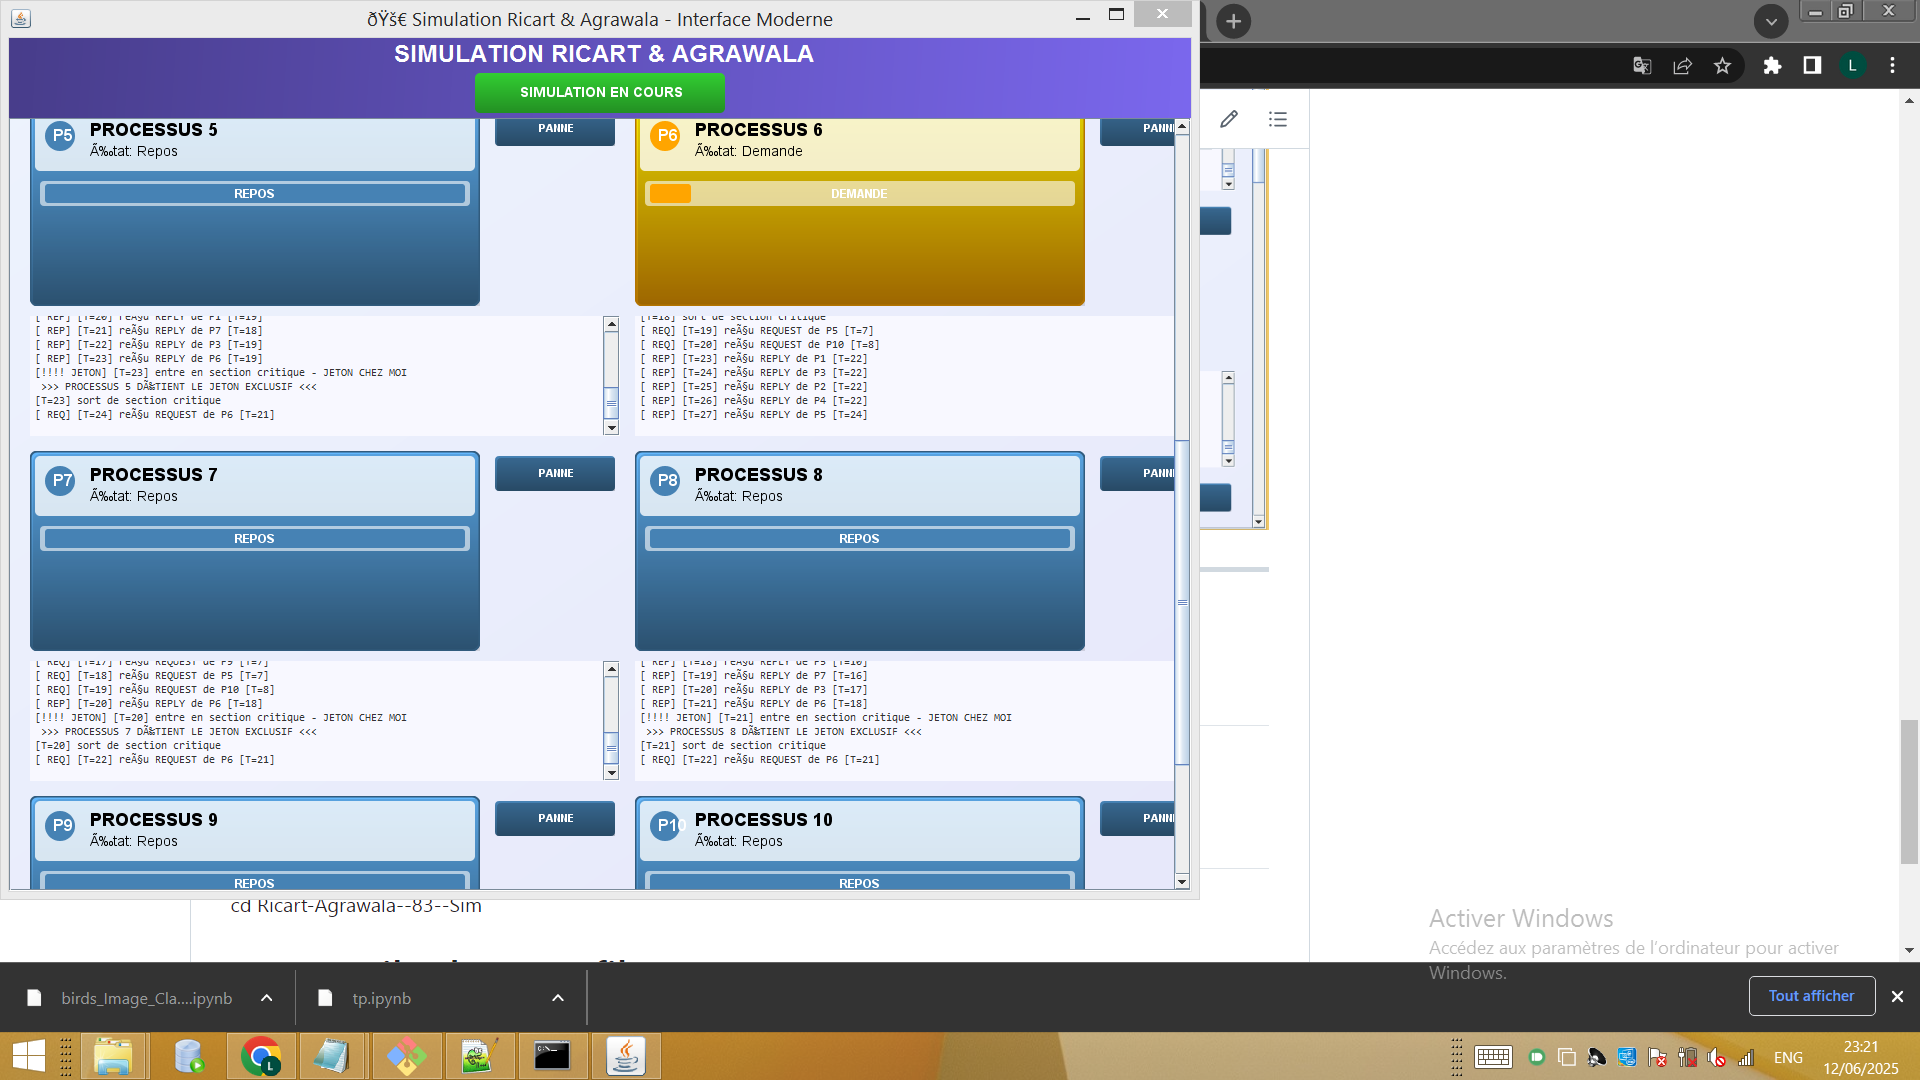 ðŸš€ Simulation Ricart & Agrawala - Interface Moderne
SIMULATION RICART & AGRAWALA
SIMULATION EN COURS
P5
PROCESSUS 5
Ã‰tat: Repos
PANNE
REPOS
P6
PROCESSUS 6
Ã‰tat: Demande
PANN
DEMANDE
[ REP] [T=20] reÃ§u REPLY de P1 [T=19]
[ REP] [T=21] reÃ§u REPLY de P7 [T=18]
[ REP] [T=22] reÃ§u REPLY de P3 [T=19]
[ REP] [T=23] reÃ§u REPLY de P6 [T=19]
[!!!! JETON] [T=23] entre en section critique - JETON CHEZ MOI
>>> PROCESSUS 5 DÃ‰TIENT LE JETON EXCLUSIF <<<
[T=23] sort de section critique
[ REQ] [T=24] reÃ§u REQUEST de P6 [T=21]
[T=18] sort de section critique
[ REQ] [T=19] reÃ§u REQUEST de P5 [T=7]
[ REQ] [T=20] reÃ§u REQUEST de P10 [T=8]
[ REP] [T=23] reÃ§u REPLY de P1 [T=22]
[ REP] [T=24] reÃ§u REPLY de P3 [T=22]
[ REP] [T=25] reÃ§u REPLY de P2 [T=22]
[ REP] [T=26] reÃ§u REPLY de P4 [T=22]
[ REP] [T=27] reÃ§u REPLY de P5 [T=24]
P7
PROCESSUS 7
Ã‰tat: Repos
PANNE
REPOS
P8
PROCESSUS 8
Ã‰tat: Repos
PANN
REPOS
[ REQ] [T=17] reÃ§u REQUEST de P9 [T=7]
[ REQ] [T=18] reÃ§u REQUEST de P5 [T=7]
[ REQ] [T=19] reÃ§u REQUEST de P10 [T=8]
[ REP] [T=20] reÃ§u REPLY de P6 [T=18]
[!!!! JETON] [T=20] entre en section critique - JETON CHEZ MOI
>>> PROCESSUS 7 DÃ‰TIENT LE JETON EXCLUSIF <<<
[T=20] sort de section critique
[ REQ] [T=22] reÃ§u REQUEST de P6 [T=21]
[ REP] [T=18] reÃ§u REPLY de P5 [T=10]
[ REP] [T=19] reÃ§u REPLY de P7 [T=16]
[ REP] [T=20] reÃ§u REPLY de P3 [T=17]
[ REP] [T=21] reÃ§u REPLY de P6 [T=18]
[!!!! JETON] [T=21] entre en section critique - JETON CHEZ MOI
>>> PROCESSUS 8 DÃ‰TIENT LE JETON EXCLUSIF <<<
[T=21] sort de section critique
[ REQ] [T=22] reÃ§u REQUEST de P6 [T=21]
P9
PROCESSUS 9
Ã‰tat: Repos
PANNE
REPOS
P10
PROCESSUS 10
Ã‰tat: Repos
PANN
REPOS
L
cd Ricart-Agrawala--83--Sim
Activer Windows
Accédez aux paramètres de l'ordinateur pour activer
Windows.
birds_Image_Cla....ipynb
tp.ipynb
Tout afficher
L
ENG
23:21
12/06/2025